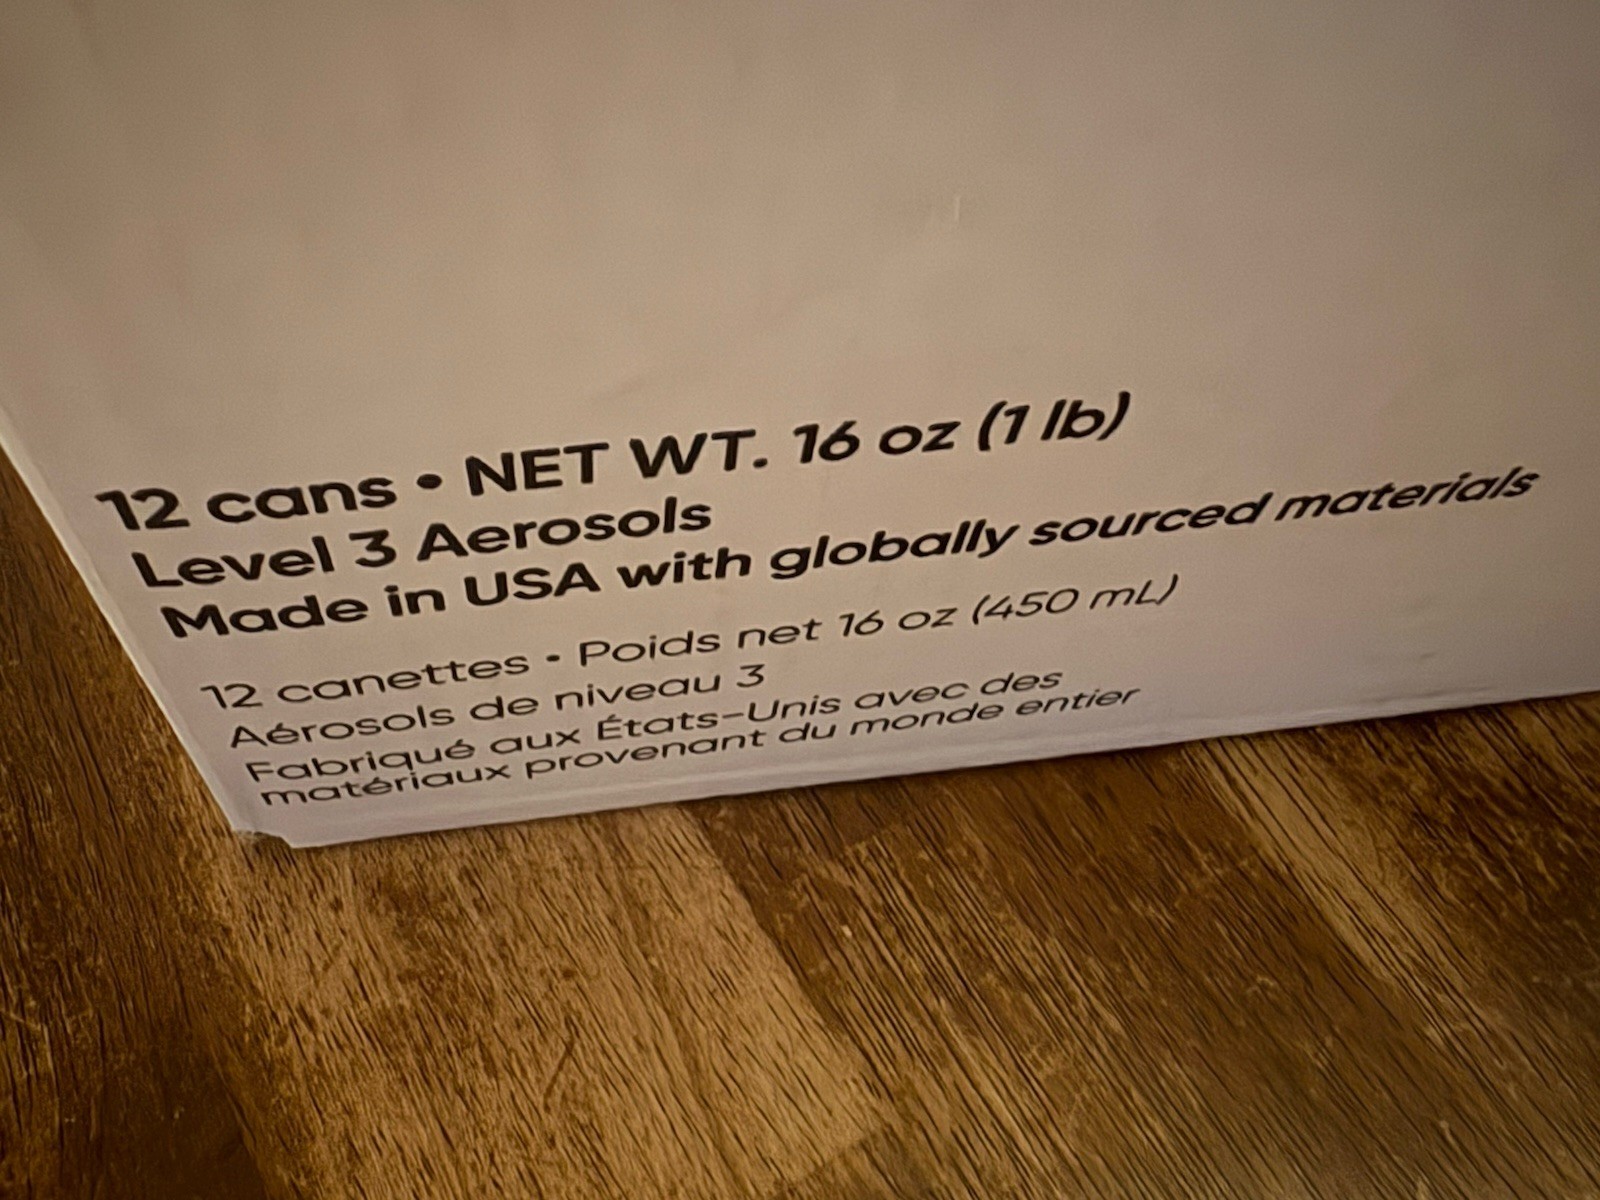 12 cans • NET WT. 16 oz (1 lb)
Level 3 Aerosols
Made in USA with globally sourced materials
12 canettes • Poids net 16 oz (450 mL)
Aérosols de niveau 3
Fabriqué aux États-Unis avec des
matériaux provenant du monde entier